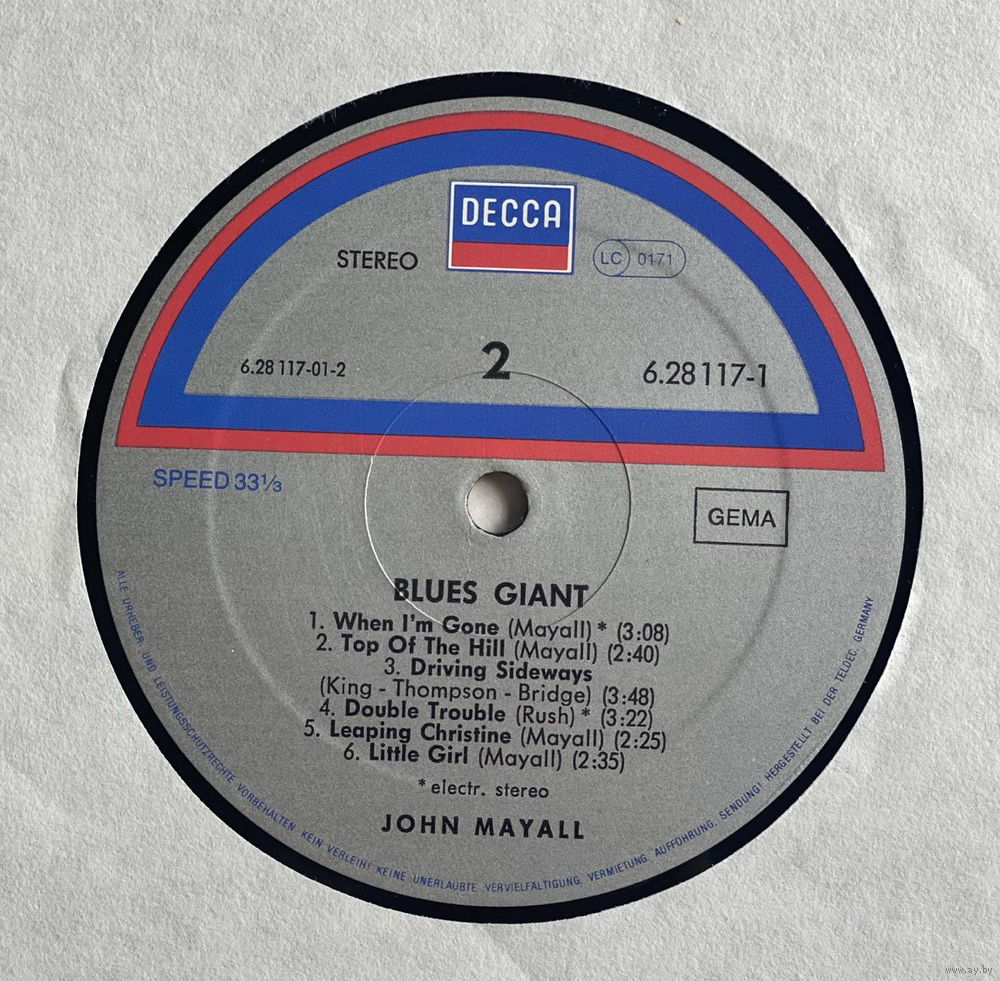 DECCA
STEREO
LC 0171
6.28 117-01-2
2
6.28117-1
SPEED 33⅓
GEMA
BLUES GIANT
1. When I'm Gone (Mayall) * (3:08)
2. Top Of The Hill (Mayall) (2:40)
3. Driving Sideways
(King - Thompson - Bridge) (3:48)
4. Double Trouble (Rush) * (3:22)
5. Leaping Christine (Mayall) (2:25)
6. Little Girl (Mayall) (2:35)
* electr. stereo
JOHN MAYALL
ALLE URHEBER- UND LEISTUNGSSCHUTZRECHTE VORBEHALTEN KEIN VERLEIH! KEINE UNERLAUBTE VERVIELFÄLTIGUNG, VERMIETUNG, AUFFÜHRUNG, SENDUNG! HERGESTELLT BEI DER TELDEC GERMANY
www.ay.by